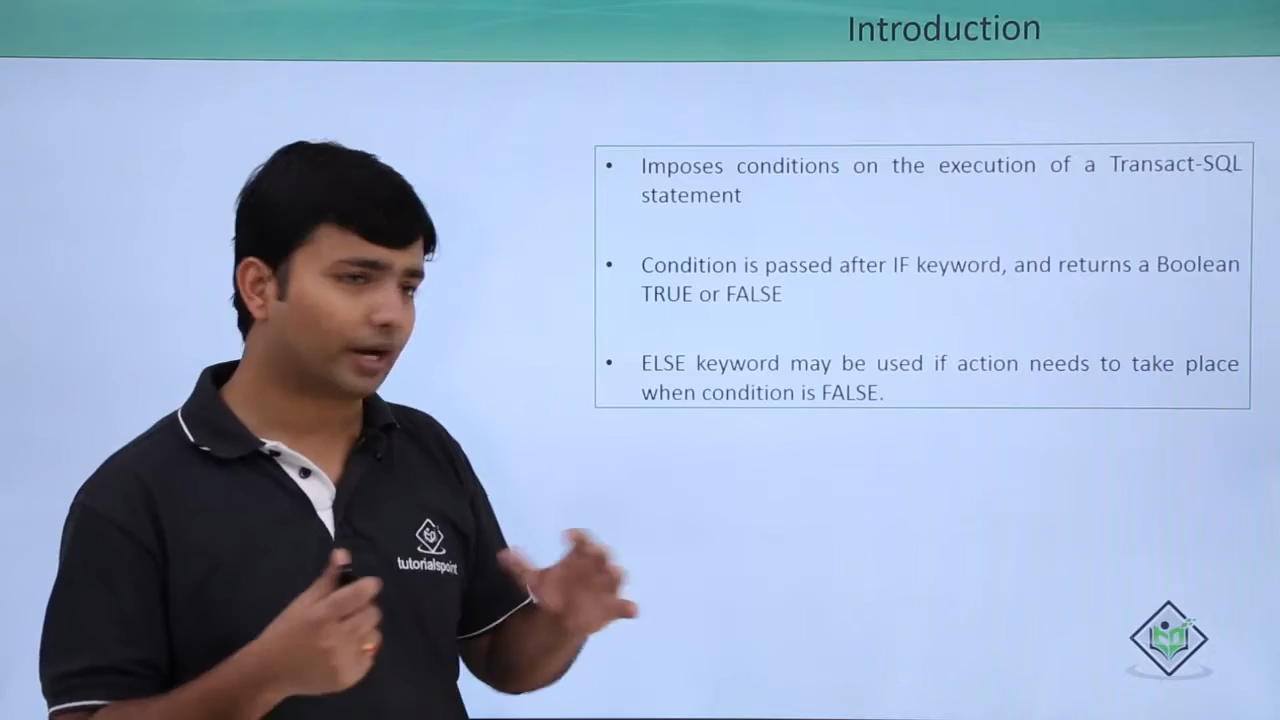 Introduction
• Imposes conditions on the execution of a Transact-SQL
statement
• Condition is passed after IF keyword, and returns a Boolean
TRUE or FALSE
• ELSE keyword may be used if action needs to take place
when condition is FALSE.
tutorialspoint